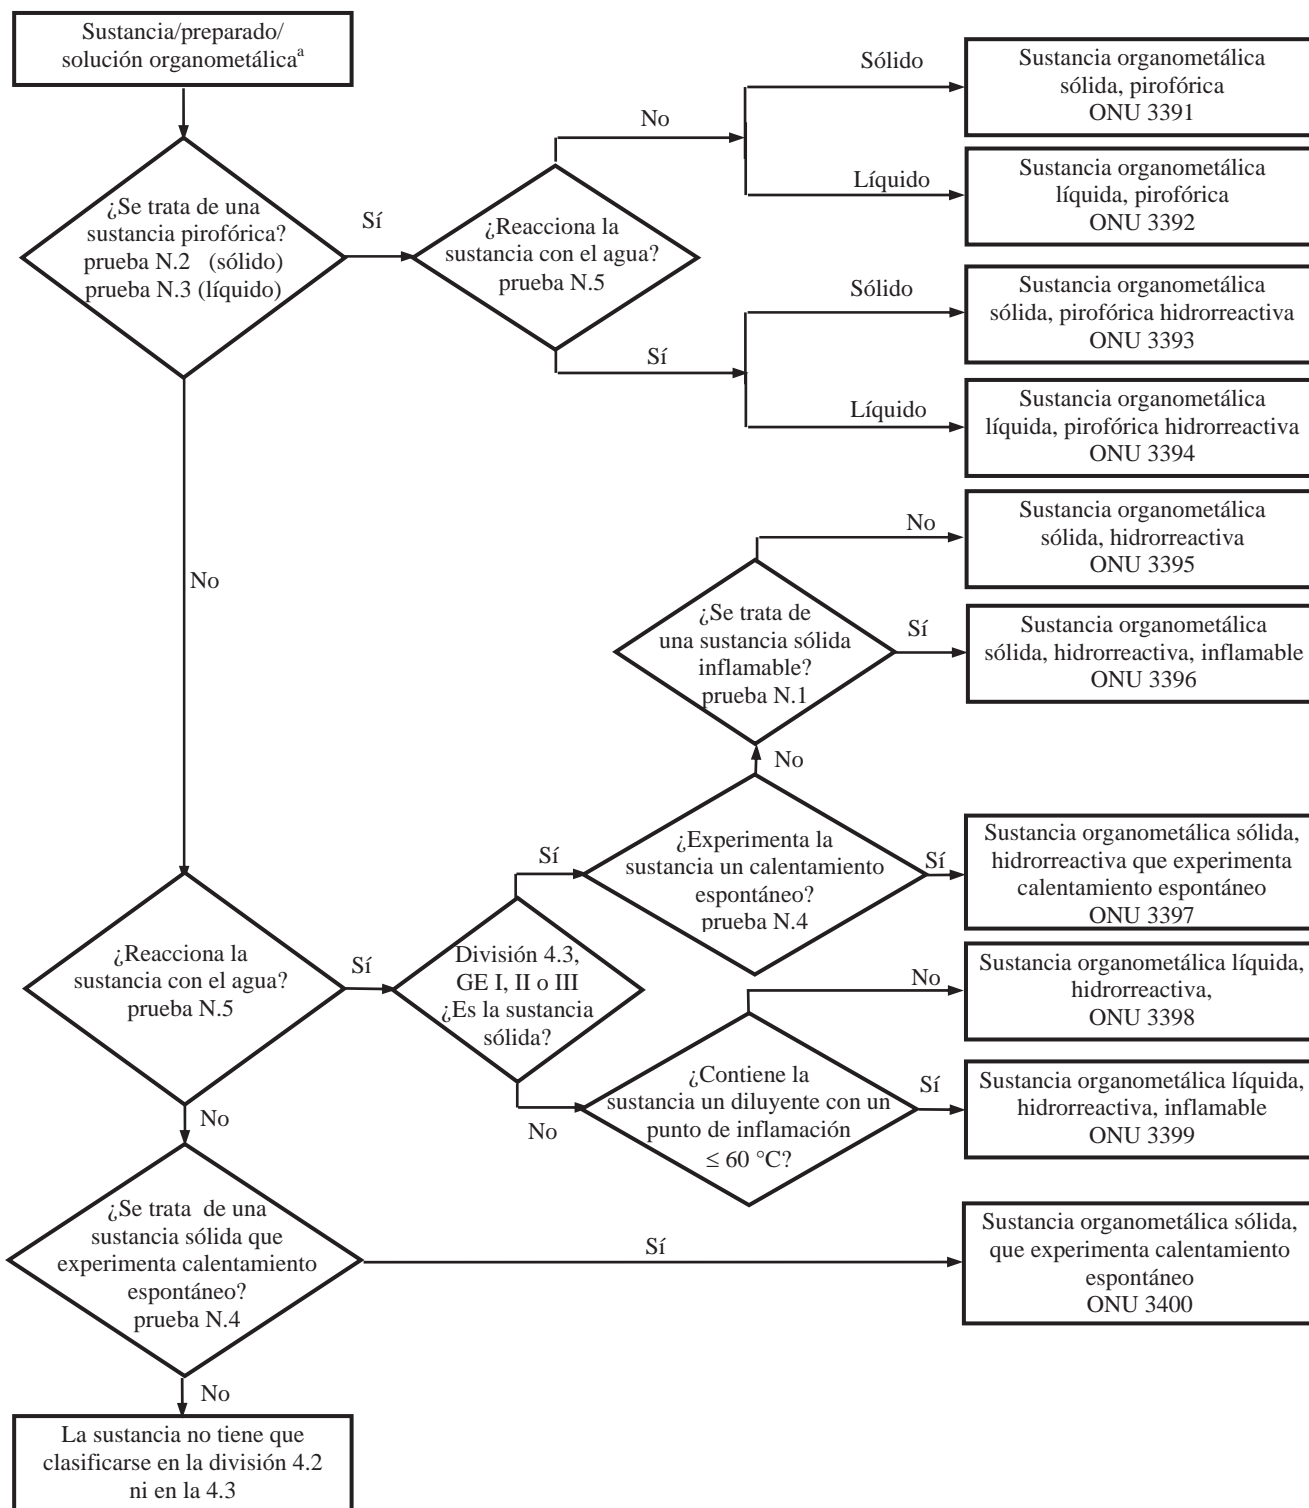 Sustancia/preparado/
solución organometálicaª
Sólido
Sustancia organometálica
sólida, pirofórica
ONU 3391
No
Líquido
Sustancia organometálica
líquida, pirofórica
ONU 3392
¿Se trata de una
sustancia pirofórica?
prueba N.2 (sólido)
prueba N.3 (líquido)
Sí
¿Reacciona la
sustancia con el agua?
prueba N.5
Sólido
Sustancia organometálica
sólida, pirofórica hidrorreactiva
ONU 3393
Sí
Líquido
Sustancia organometálica
líquida, pirofórica hidrorreactiva
ONU 3394
No
No
Sustancia organometálica
sólida, hidrorreactiva
ONU 3395
¿Se trata de
una sustancia sólida
inflamable?
prueba N.1
Sí
Sustancia organometálica
sólida, hidrorreactiva, inflamable
ONU 3396
No
¿Experimenta la
sustancia un calentamiento
espontáneo?
prueba N.4
Sí
Sí
Sustancia organometálica sólida,
hidrorreactiva que experimenta
calentamiento espontáneo
ONU 3397
¿Reacciona la
sustancia con el agua?
prueba N.5
Sí
División 4.3,
GE I, II o III
¿Es la sustancia
sólida?
No
Sustancia organometálica líquida,
hidrorreactiva,
ONU 3398
No
¿Contiene la
sustancia un diluyente con un
punto de inflamación
≤ 60 °C?
Sí
Sustancia organometálica líquida,
hidrorreactiva, inflamable
ONU 3399
No
¿Se trata de una
sustancia sólida que
experimenta calentamiento
espontáneo?
prueba N.4
Sí
Sustancia organometálica sólida,
que experimenta calentamiento
espontáneo
ONU 3400
No
La sustancia no tiene que
clasificarse en la división 4.2
ni en la 4.3